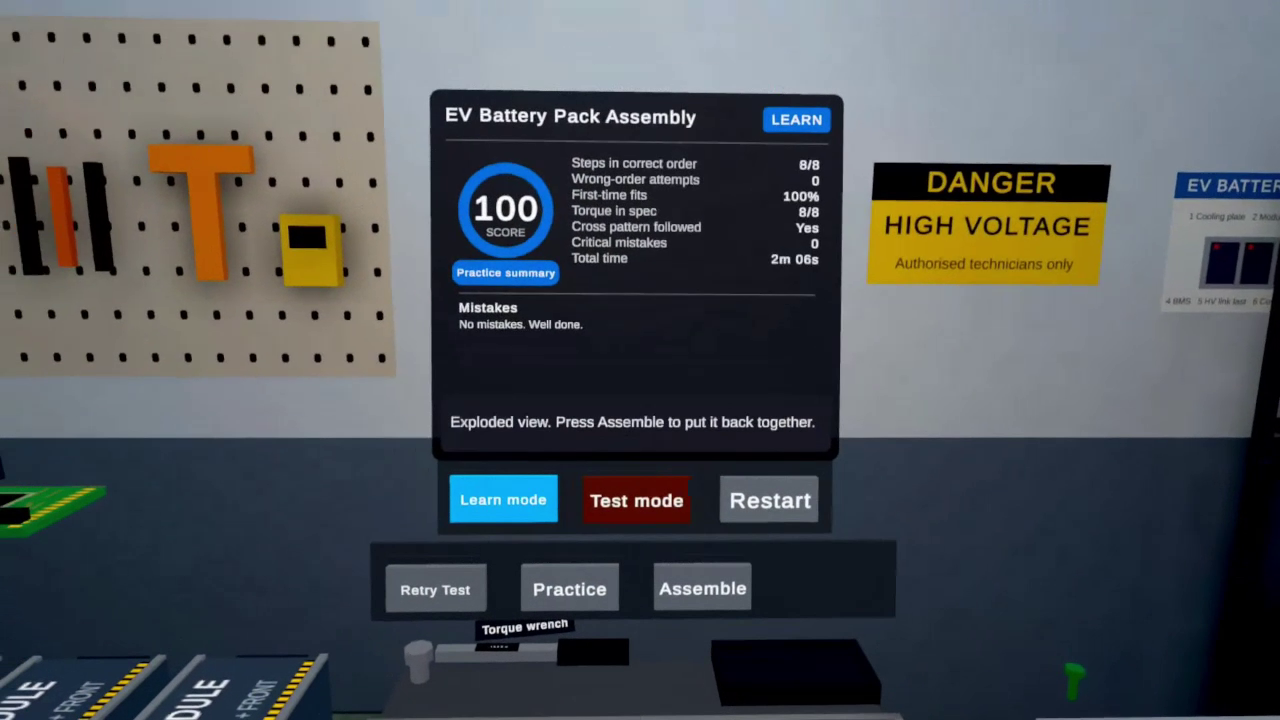 EV Battery Pack Assembly
LEARN
100
SCORE
Practice summary
Steps in correct order 8/8
Wrong-order attempts 0
First-time fits 100%
Torque in spec 8/8
Cross pattern followed Yes
Critical mistakes 0
Total time 2m 06s
Mistakes
No mistakes. Well done.
Exploded view. Press Assemble to put it back together.
Learn mode
Test mode
Restart
Retry Test
Practice
Assemble
Torque wrench
DANGER
HIGH VOLTAGE
Authorised technicians only
EV BATTER
1 Cooling plate 2 Modu
4 BMS 5 HV link last 6 Co
DULE
+ FRONT
DULE
+ FRONT